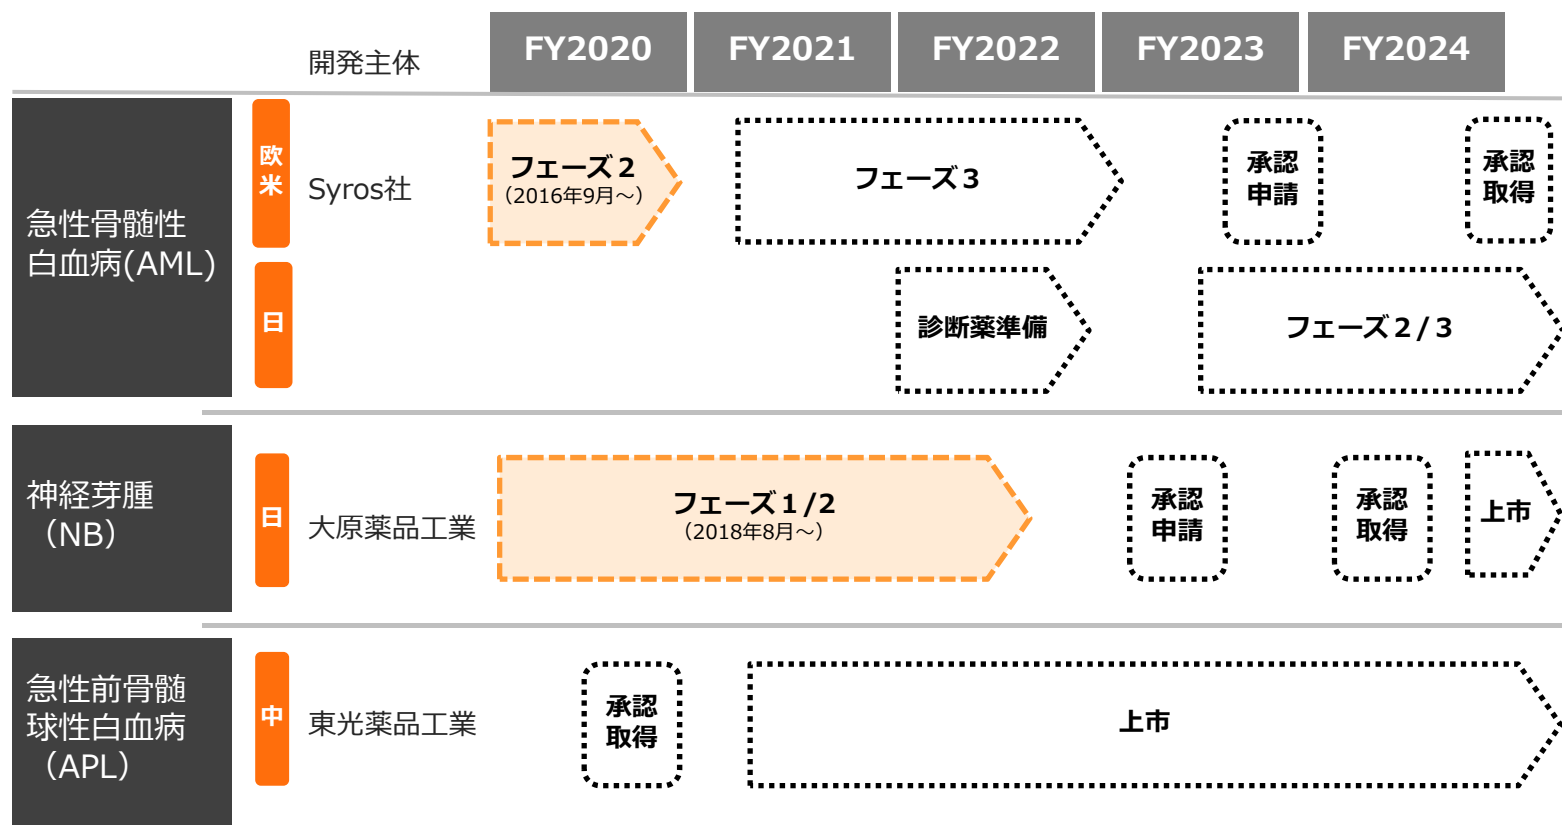 開発主体
FY2020
FY2021
FY2022
FY2023
FY2024
急性骨髄性
白血病(AML)
欧
米
Syros社
フェーズ２
（2016年9月～）
フェーズ３
承認
申請
承認
取得
日
診断薬準備
フェーズ２/３
神経芽腫
（NB）
日
大原薬品工業
フェーズ１/２
（2018年8月～）
承認
申請
承認
取得
上市
急性前骨髄
球性白血病
（APL）
中
東光薬品工業
承認
取得
上市